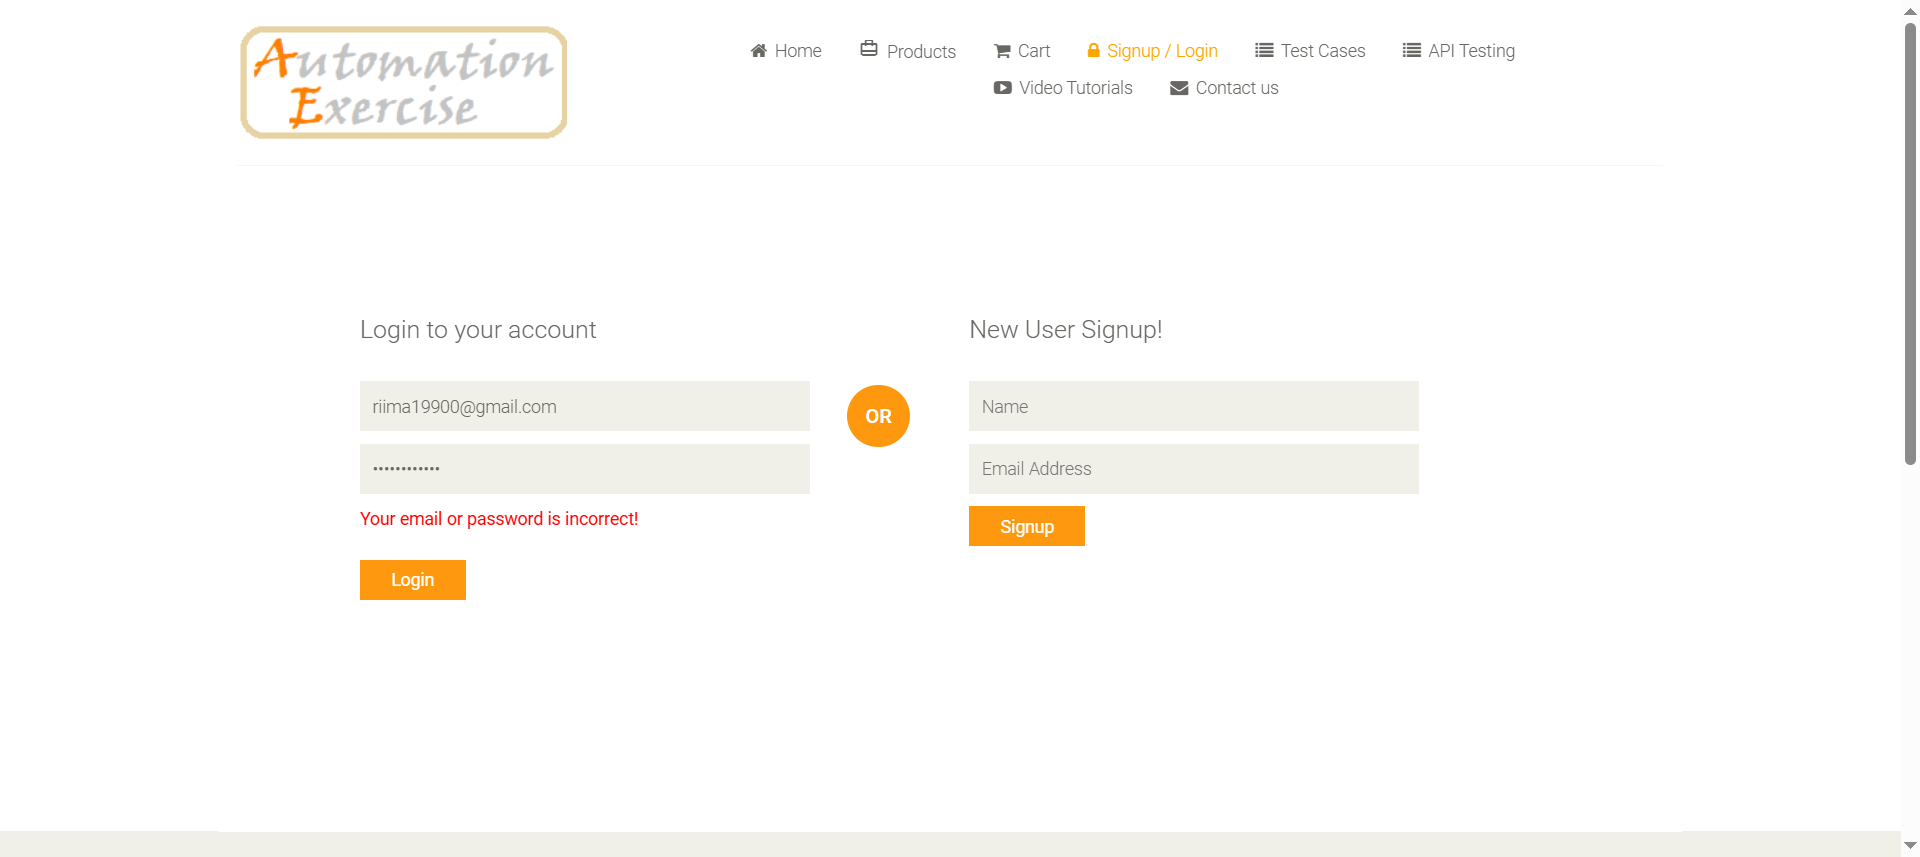 Automation
Exercise
Home Products Cart Signup / Login Test Cases API Testing
Video Tutorials Contact us
Login to your account
riima19900@gmail.com
••••••••••••
Your email or password is incorrect!
Login
OR
New User Signup!
Name
Email Address
Signup